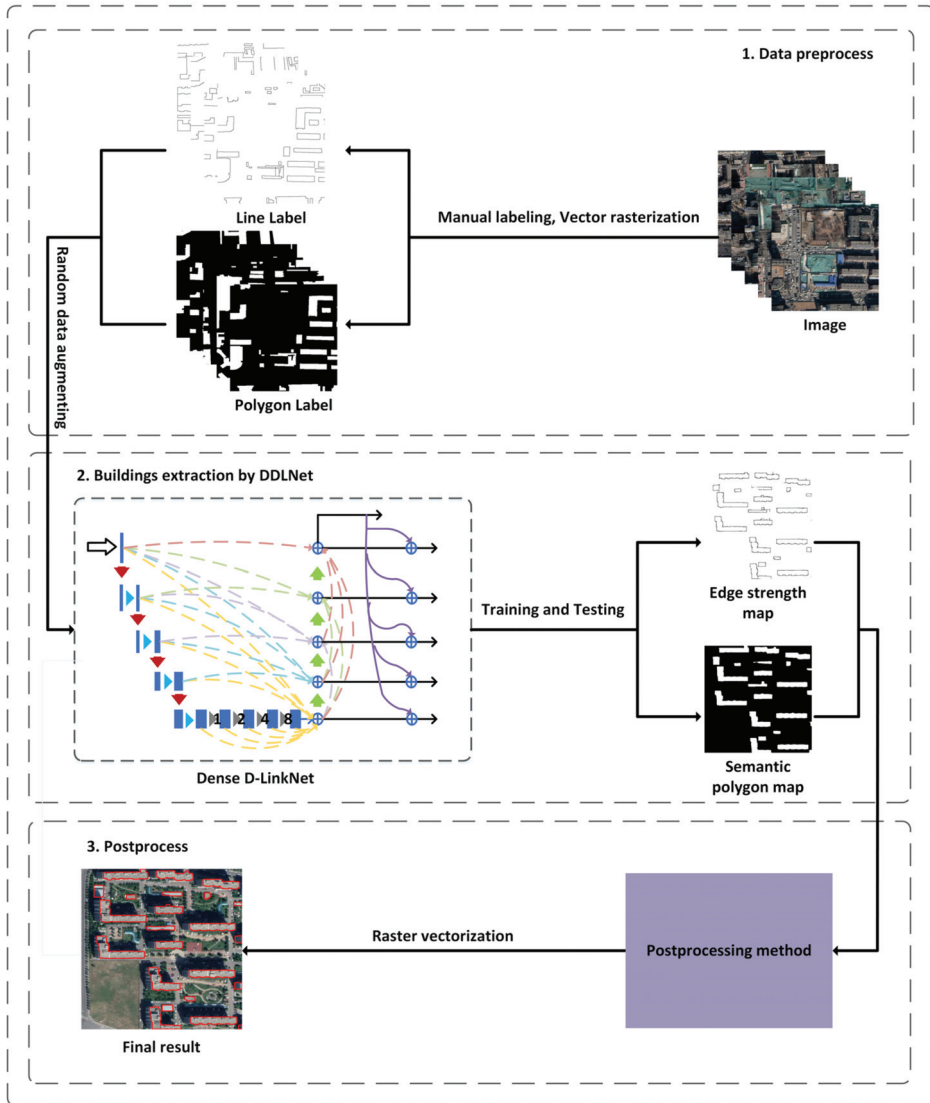 1. Data preprocess
Line Label
Manual labeling, Vector rasterization
Image
Polygon Label
Random data augmenting
2. Buildings extraction by DDLNet
Training and Testing
Edge strength
map
1 2 4 8
Dense D-LinkNet
Semantic
polygon map
3. Postprocess
Raster vectorization
Postprocessing method
Final result